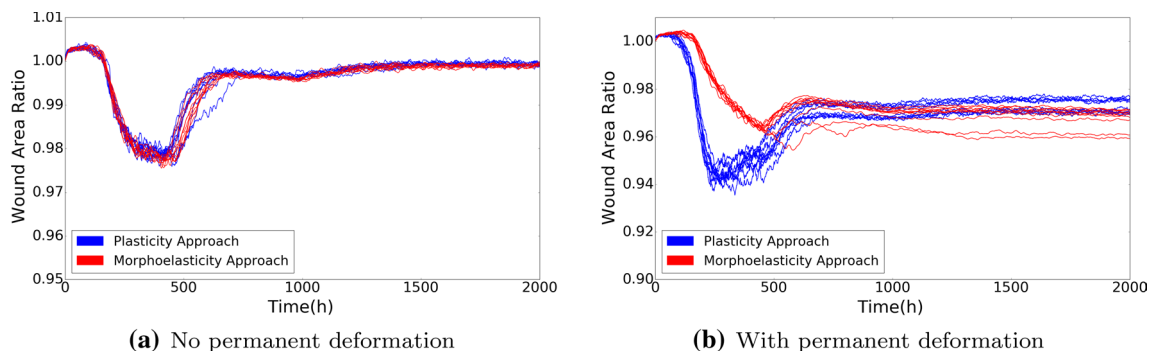 1.01
1.00
0.99
0.98
0.97
0.96
0.95
Wound Area Ratio
Plasticity Approach
Morphoelasticity Approach
0 500 1000 1500 2000
Time(h)
(a) No permanent deformation
1.00
0.98
0.96
0.94
0.92
0.90
Wound Area Ratio
Plasticity Approach
Morphoelasticity Approach
0 500 1000 1500 2000
Time(h)
(b) With permanent deformation